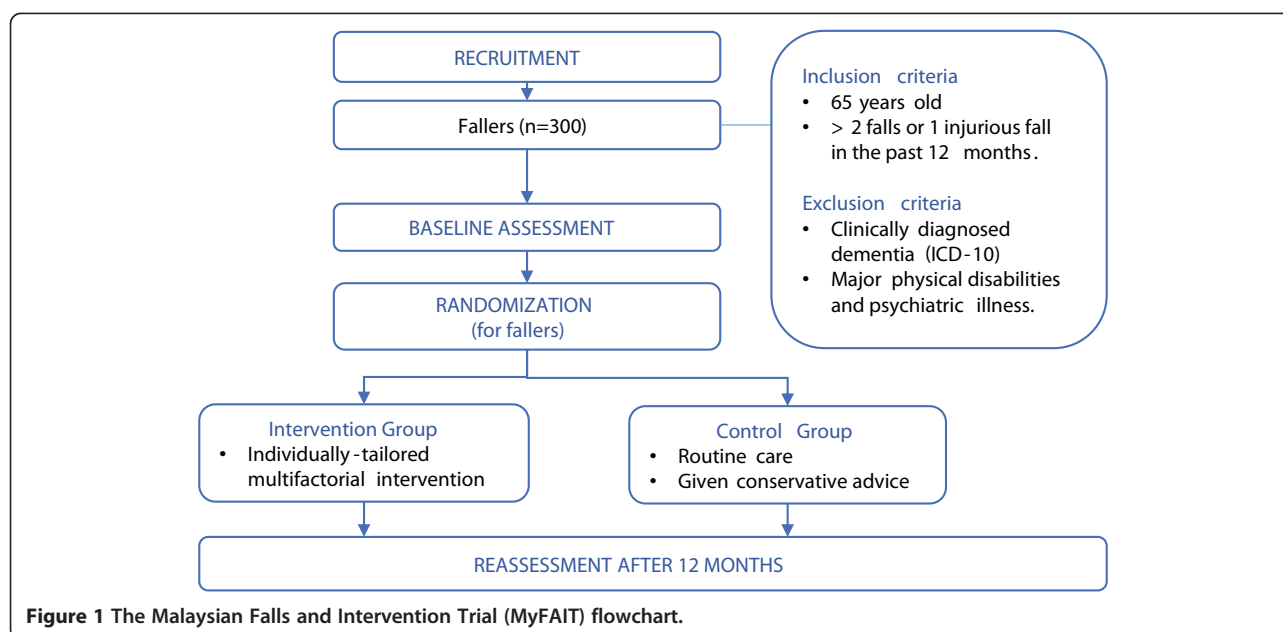 RECRUITMENT
Fallers (n=300)
Inclusion criteria
• 65 years old
• > 2 falls or 1 injurious fall
in the past 12 months.
Exclusion criteria
• Clinically diagnosed
dementia (ICD-10)
• Major physical disabilities
and psychiatric illness.
BASELINE ASSESSMENT
RANDOMIZATION
(for fallers)
Intervention Group
• Individually-tailored
multifactorial intervention
Control Group
• Routine care
• Given conservative advice
REASSESSMENT AFTER 12 MONTHS
Figure 1 The Malaysian Falls and Intervention Trial (MyFAIT) flowchart.